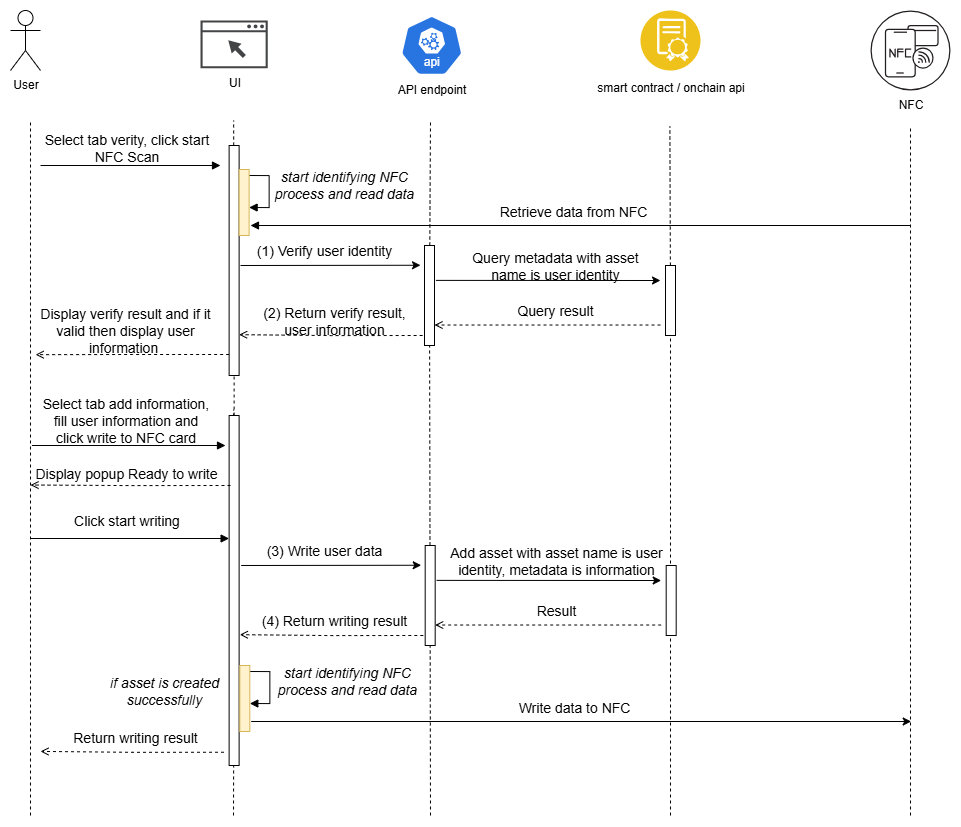 User
UI
api
API endpoint
smart contract / onchain api
NFC
NFC
Select tab verity, click start
NFC Scan
start identifying NFC
process and read data
Retrieve data from NFC
(1) Verify user identity
Query metadata with asset
name is user identity
Display verify result and if it
valid then display user
information
(2) Return verify result,
user information
Query result
Select tab add information,
fill user information and
click write to NFC card
Display popup Ready to write
Click start writing
(3) Write user data
Add asset with asset name is user
identity, metadata is information
(4) Return writing result
Result
if asset is created
successfully
start identifying NFC
process and read data
Write data to NFC
Return writing result